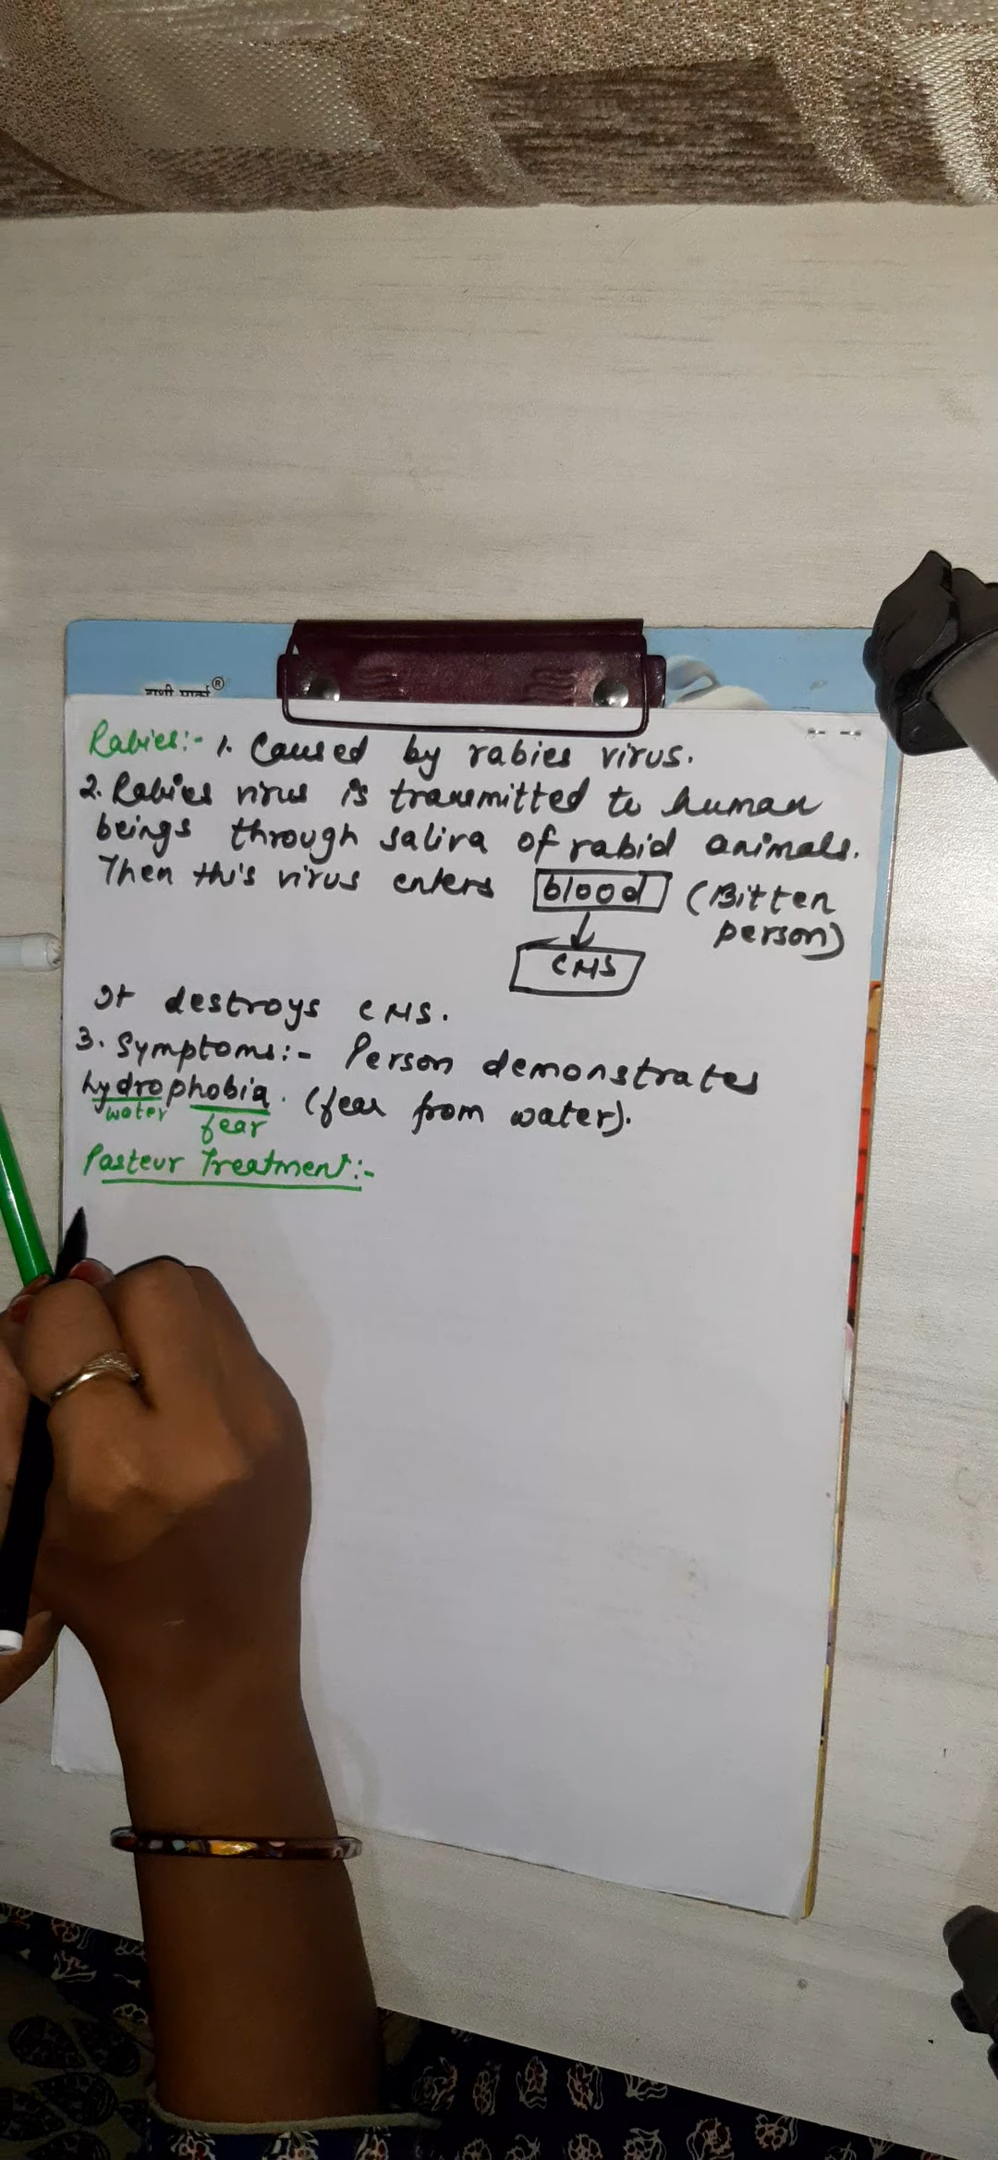 ®
Rabies:- 1. Caused by rabies virus.
2. Rabies virus is transmitted to human
beings through saliva of rabid animals.
Then this virus enters blood (Bitten
person)
CNS
It destroys CNS.
3. Symptoms:- Person demonstrates
hydrophobia. (fear from water).
water fear
Pasteur Treatment:-